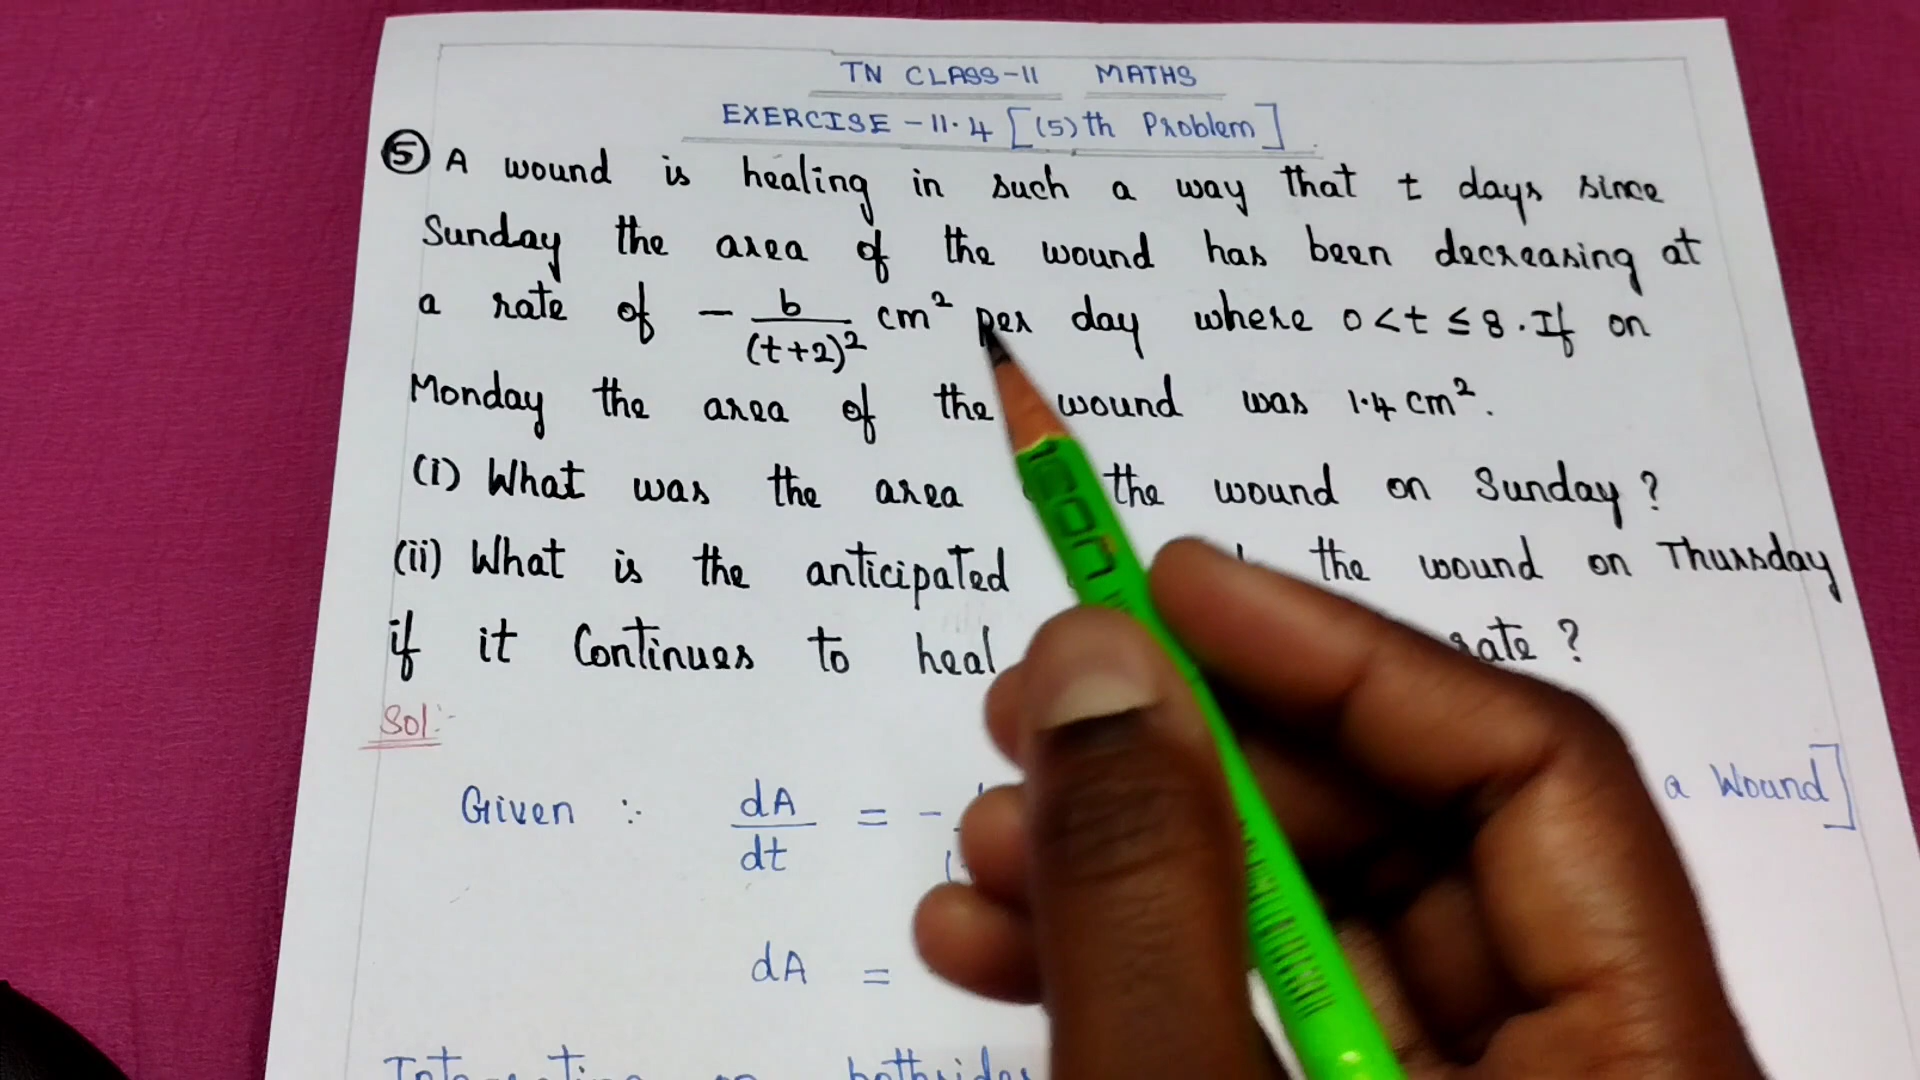 TN CLASS-11 MATHS
EXERCISE - 11.4 [(5)th Problem]
⑤ A wound is healing in such a way that t days since
Sunday the area of the wound has been decreasing at
a rate of - b/(t+2)² cm² per day where 0<t≤8. If on
Monday the area of the wound was 1.4 cm².
(i) What was the area the wound on Sunday?
(ii) What is the anticipated the wound on Thursday
if it Continues to heal rate?
Sol:-
Given : dA/dt = - a Wound]
dA =